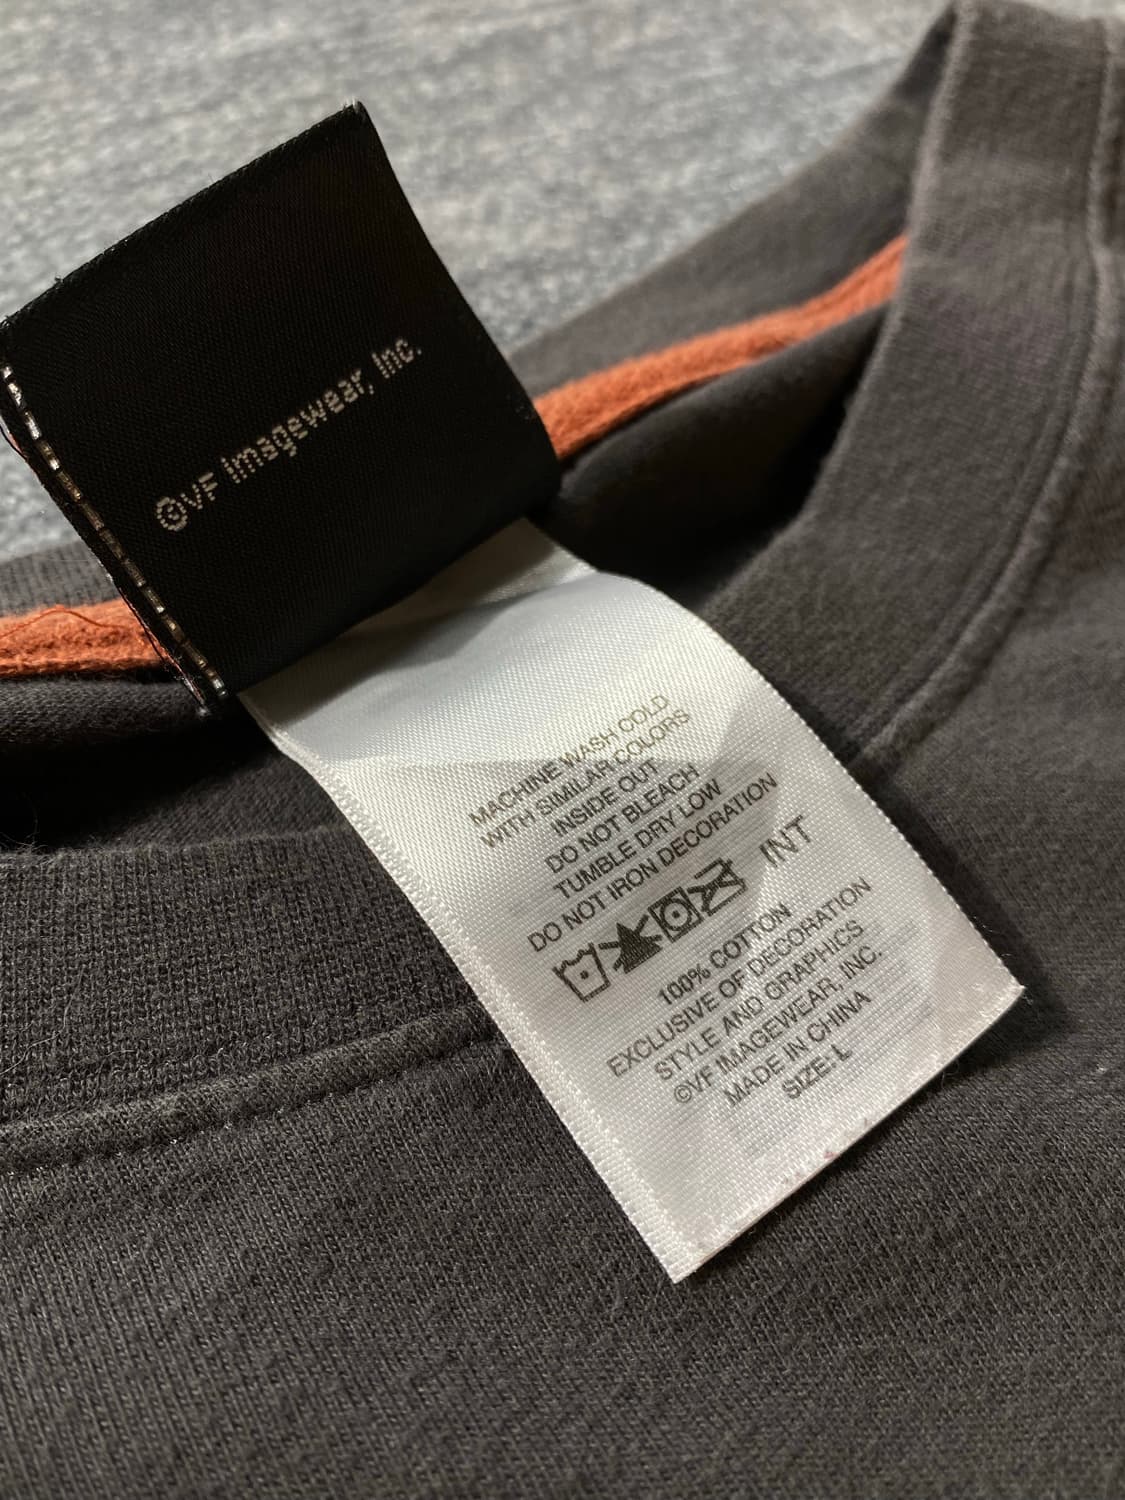 ©VF Imagewear, Inc.
MACHINE WASH COLD
WITH SIMILAR COLORS
INSIDE OUT
DO NOT BLEACH
TUMBLE DRY LOW
DO NOT IRON DECORATION
INT
100% COTTON
EXCLUSIVE OF DECORATION
STYLE AND GRAPHICS
©VF IMAGEWEAR, INC.
MADE IN CHINA
SIZE: L